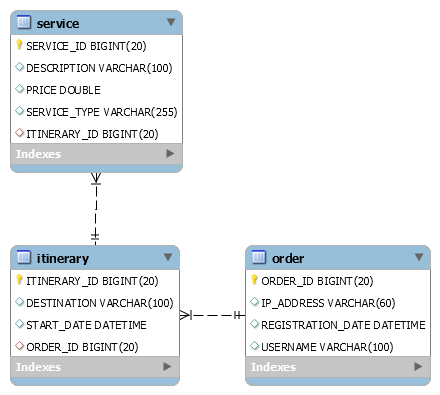 service
SERVICE_ID BIGINT(20)
DESCRIPTION VARCHAR(100)
PRICE DOUBLE
SERVICE_TYPE VARCHAR(255)
ITINERARY_ID BIGINT(20)
Indexes
itinerary
ITINERARY_ID BIGINT(20)
DESTINATION VARCHAR(100)
START_DATE DATETIME
ORDER_ID BIGINT(20)
Indexes
order
ORDER_ID BIGINT(20)
IP_ADDRESS VARCHAR(60)
REGISTRATION_DATE DATETIME
USERNAME VARCHAR(100)
Indexes